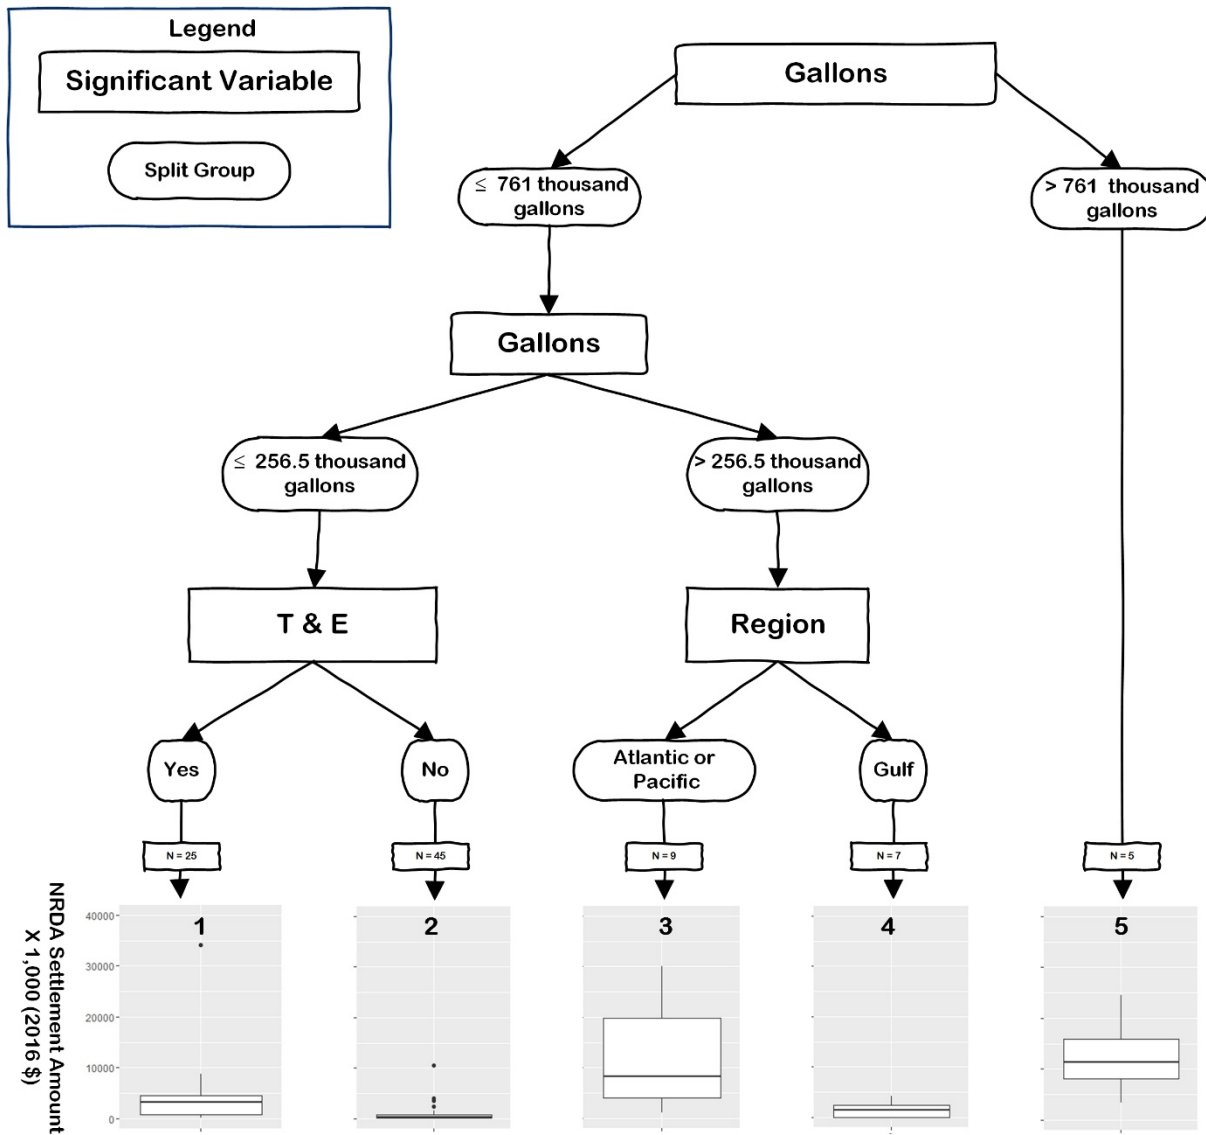 Legend
Significant Variable
Split Group
Gallons
≤ 761 thousand
gallons
> 761 thousand
gallons
Gallons
≤ 256.5 thousand
gallons
> 256.5 thousand
gallons
T & E
Region
Yes
No
Atlantic or
Pacific
Gulf
N = 25
N = 45
N = 9
N = 7
N = 5
NRDA Settlement Amount
X 1,000 (2016 $)
40000
30000
20000
10000
0
1
2
3
4
5